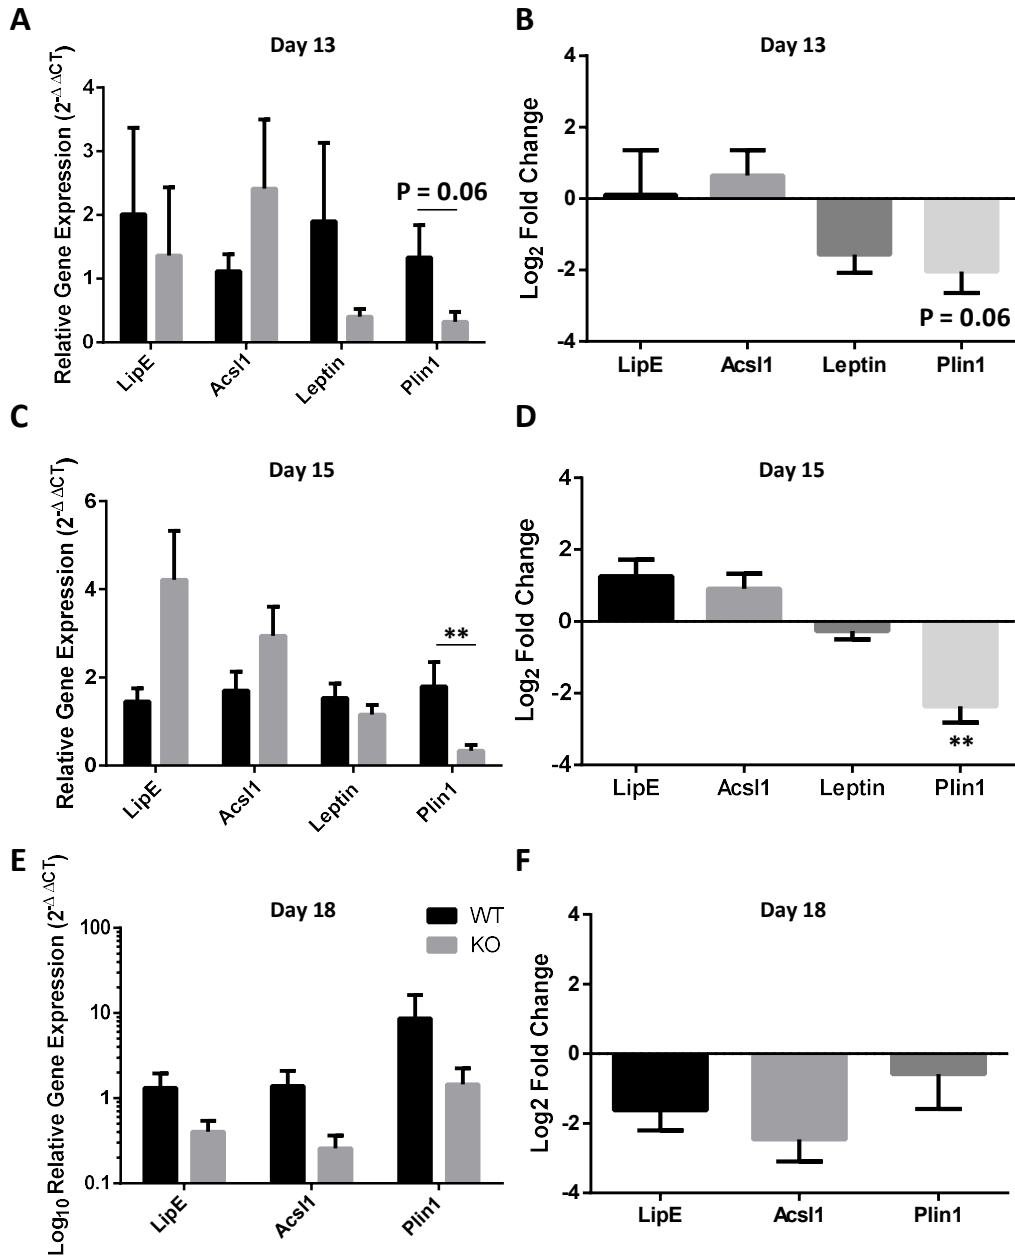 A
Day 13
Relative Gene Expression (2-Δ ΔCT)
4
3
2
1
0
P = 0.06
LipE
Acsl1
Leptin
Plin1
B
Day 13
Log2 Fold Change
4
2
0
-2
-4
P = 0.06
LipE
Acsl1
Leptin
Plin1
C
Day 15
Relative Gene Expression (2-Δ ΔCT)
6
4
2
0
**
LipE
Acsl1
Leptin
Plin1
D
Day 15
Log2 Fold Change
4
2
0
-2
-4
**
LipE
Acsl1
Leptin
Plin1
E
Day 18
Log10 Relative Gene Expression (2-Δ ΔCT)
100
10
1
0.1
WT
KO
LipE
Acsl1
Plin1
F
Day 18
Log2 Fold Change
4
2
0
-2
-4
LipE
Acsl1
Plin1